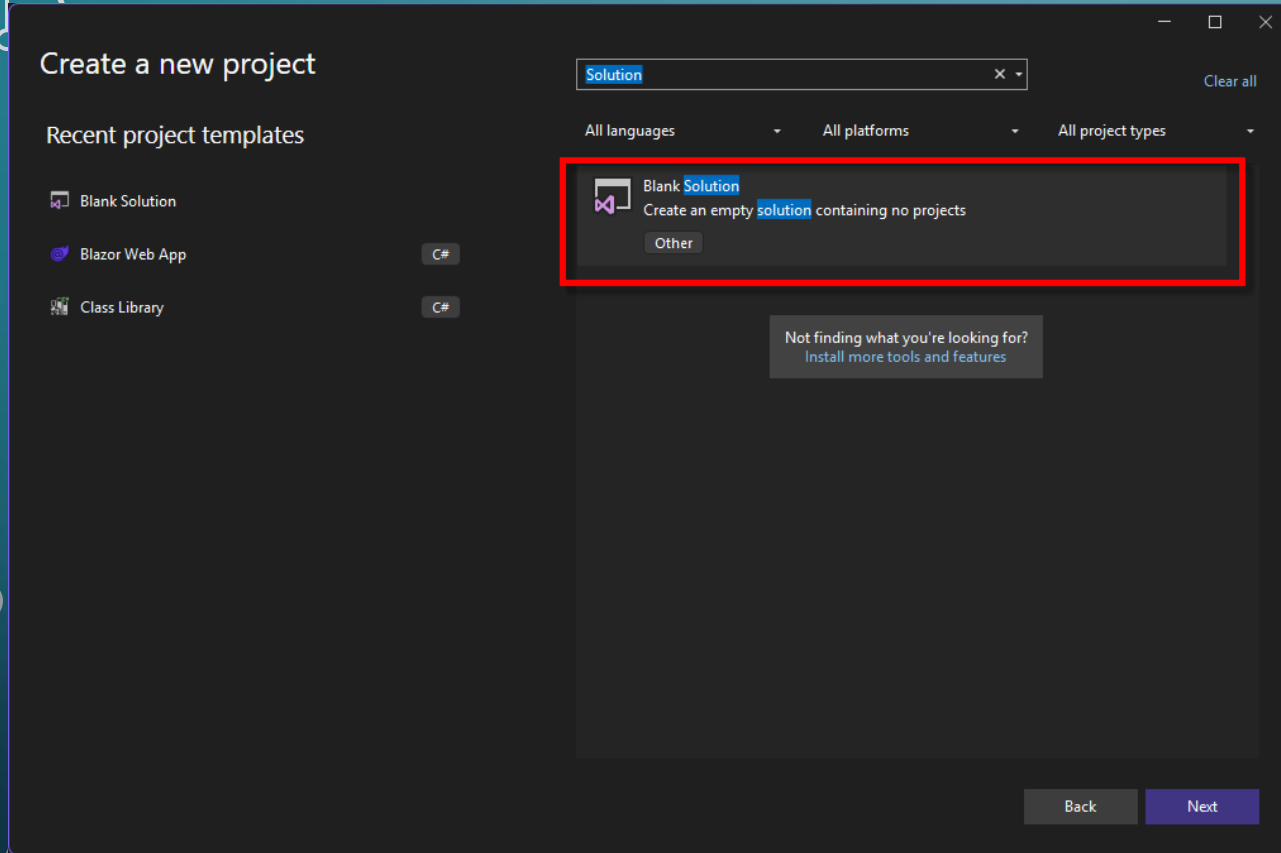 Create a new project
Recent project templates
Blank Solution
Blazor Web App
C#
Class Library
C#
Solution
Clear all
All languages
All platforms
All project types
Blank Solution
Create an empty solution containing no projects
Other
Not finding what you're looking for?
Install more tools and features
Back
Next